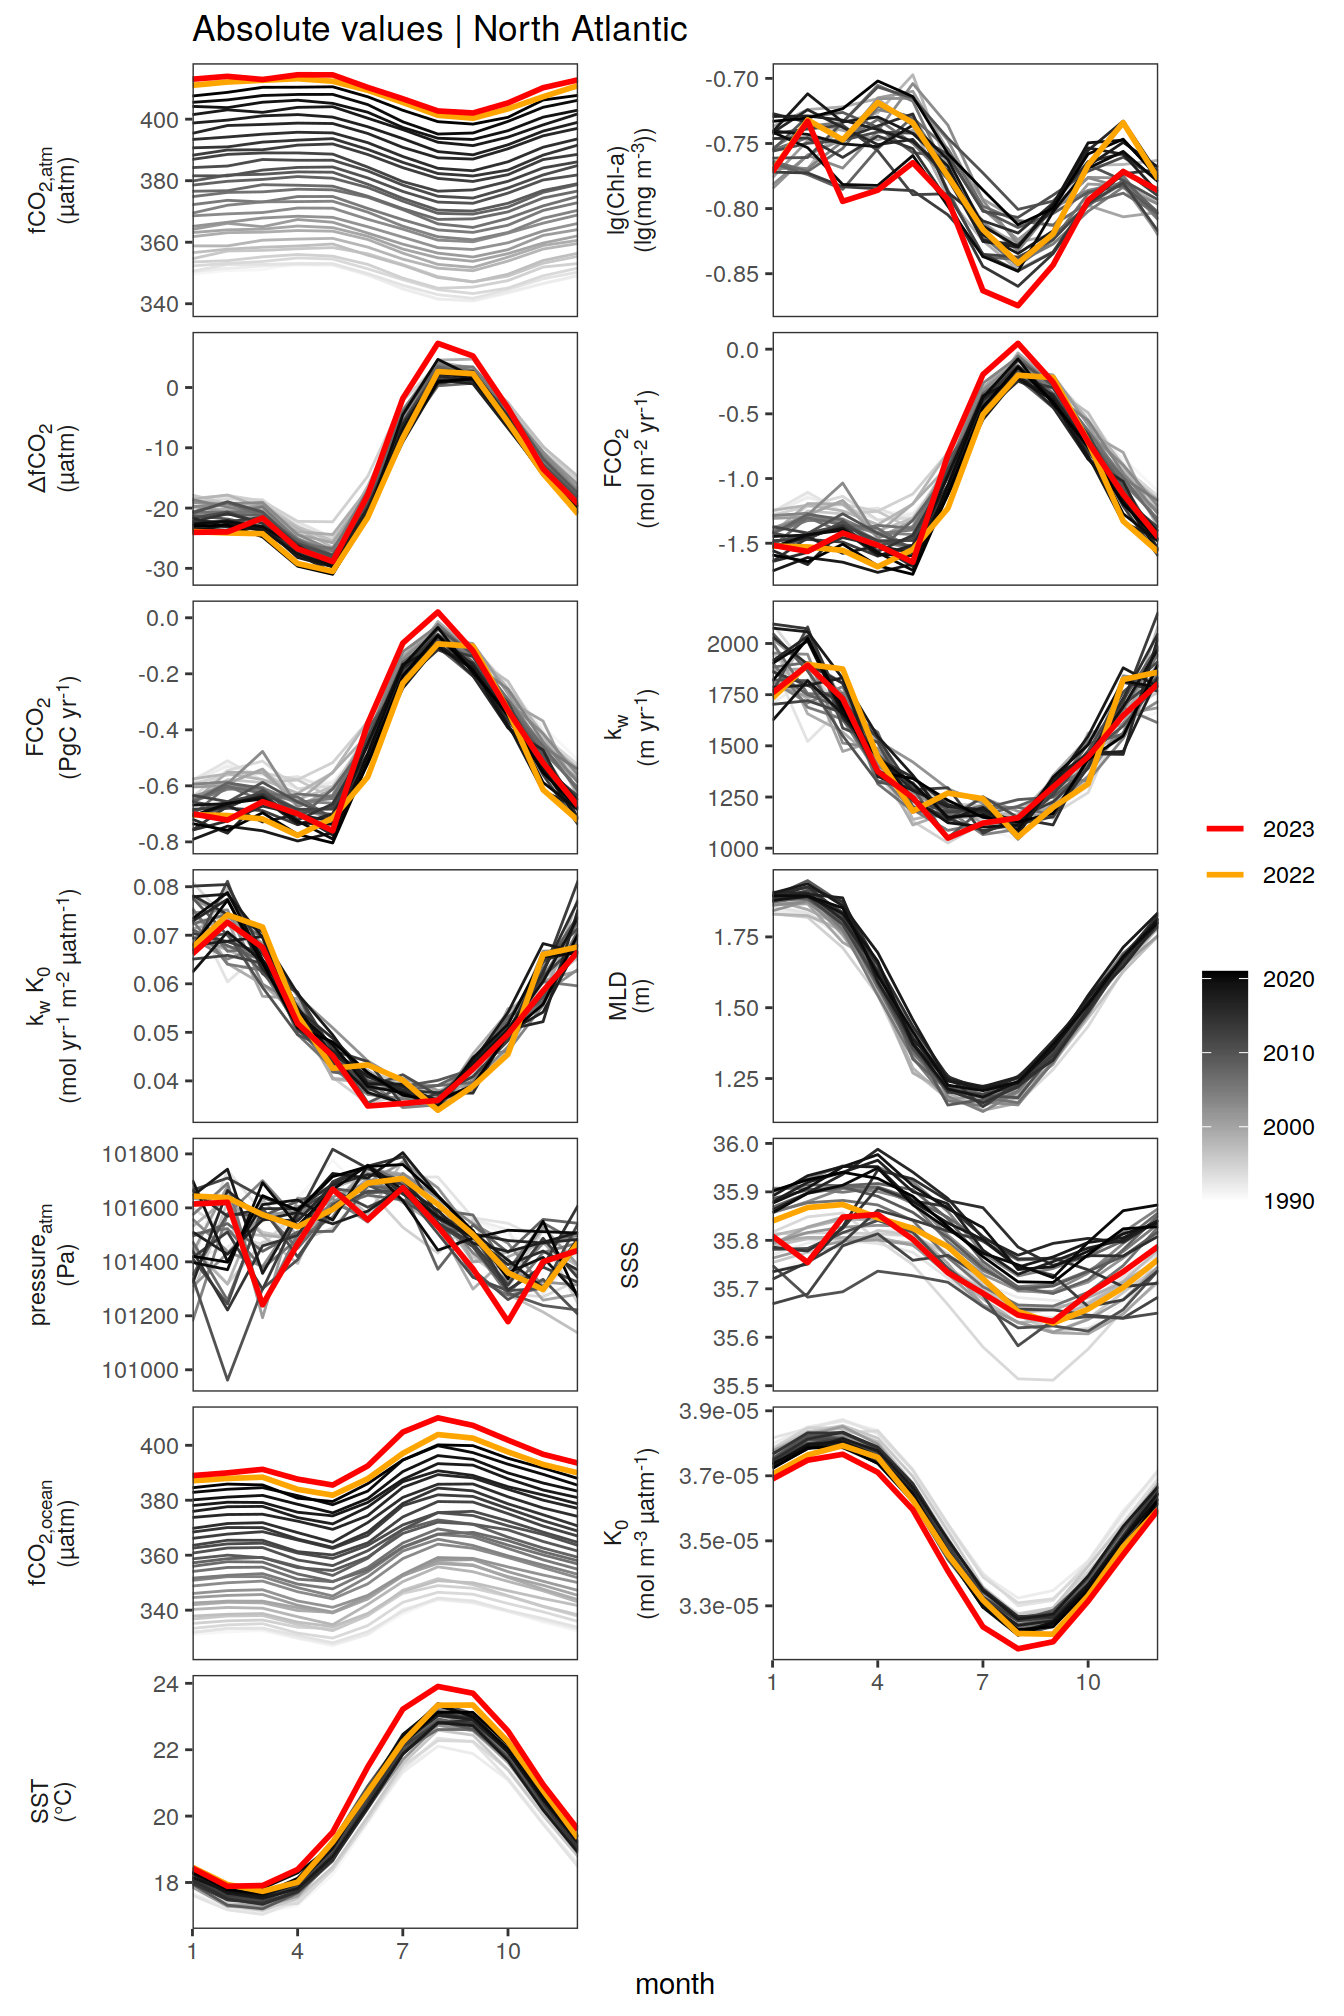 Absolute values | North Atlantic
fCO2,atm
(µatm)
400
380
360
340
lg(Chl-a)
(lg(mg m-3))
-0.70
-0.75
-0.80
-0.85
ΔfCO2
(µatm)
0
-10
-20
-30
FCO2
(mol m-2 yr-1)
0.0
-0.5
-1.0
-1.5
FCO2
(PgC yr-1)
0.0
-0.2
-0.4
-0.6
-0.8
kw
(m yr-1)
2000
1750
1500
1250
1000
kw K0
(mol yr-1 m-2 µatm-1)
0.08
0.07
0.06
0.05
0.04
MLD
(m)
1.75
1.50
1.25
pressureatm
(Pa)
101800
101600
101400
101200
101000
SSS
36.0
35.9
35.8
35.7
35.6
35.5
fCO2,ocean
(µatm)
400
380
360
340
K0
(mol m-3 µatm-1)
3.9e-05
3.7e-05
3.5e-05
3.3e-05
1 4 7 10
SST
(°C)
24
22
20
18
1 4 7 10
month
2023
2022
2020
2010
2000
1990